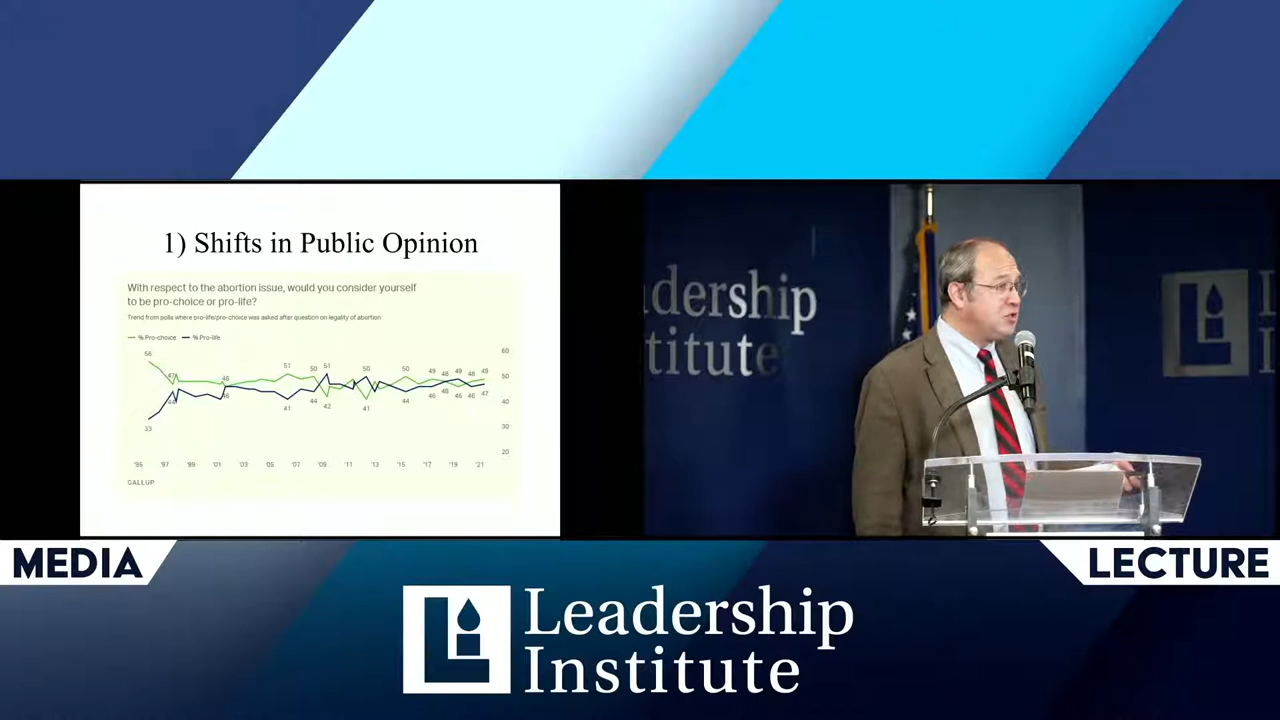 1) Shifts in Public Opinion
With respect to the abortion issue, would you consider yourself
to be pro-choice or pro-life?
Trend from polls where pro-life/pro-choice was asked after question on legality of abortion
% Pro-choice % Pro-life
56 47 46 51 50 51 50 50 49 48 49 48 49
33 44 46 41 44 42 41 44 46 48 46 46 47
60
50
40
30
20
'95 '97 '99 '01 '03 '05 '07 '09 '11 '13 '15 '17 '19 '21
GALLUP
dership
titute
L
I
MEDIA
LECTURE
Leadership
Institute